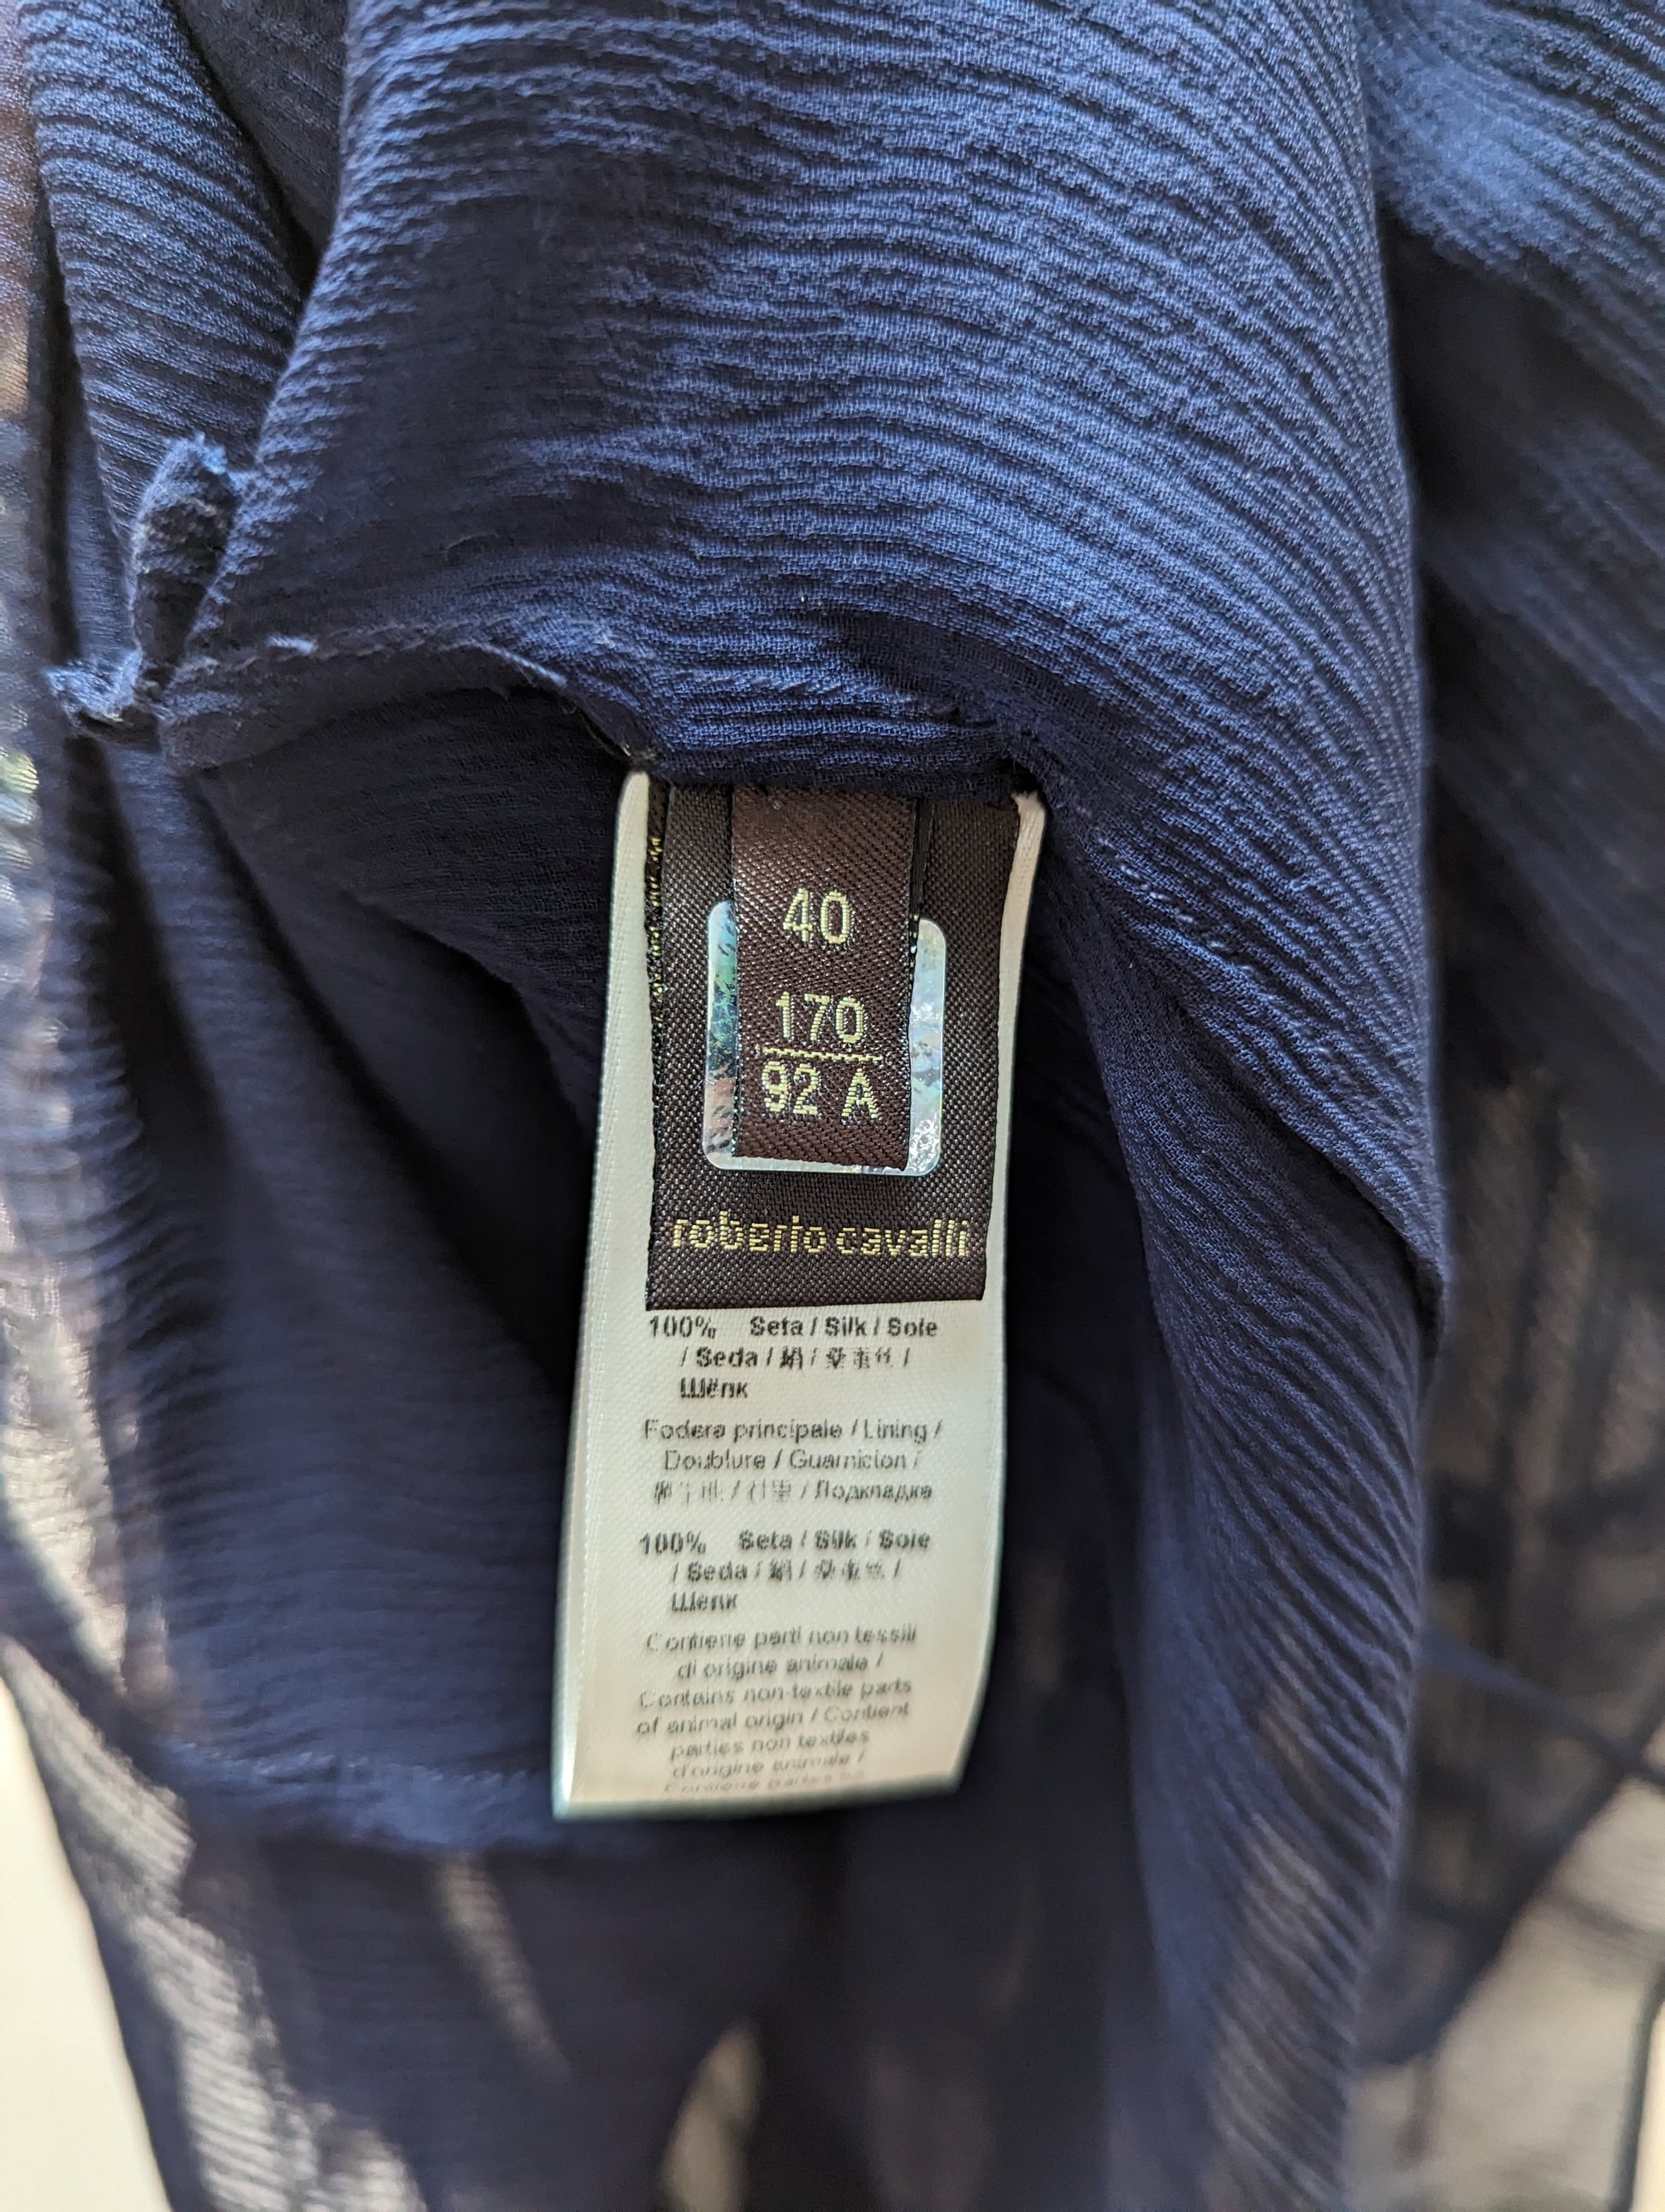 40
170
92 A
roberto cavalli
100% Seta / Silk / Soie
/ Seda / 絹 / 桑蚕丝 /
Шёлк
Fodera principale / Lining /
Doublure / Guarnicion /
/ Подкладка
100% Seta / Silk / Soie
/ Seda / 絹 / 桑蚕丝 /
Шёлк
Contiene parti non tessili
di origine animale /
Contains non-textile parts
of animal origin / Contient
parties non textiles
d'origine animale /